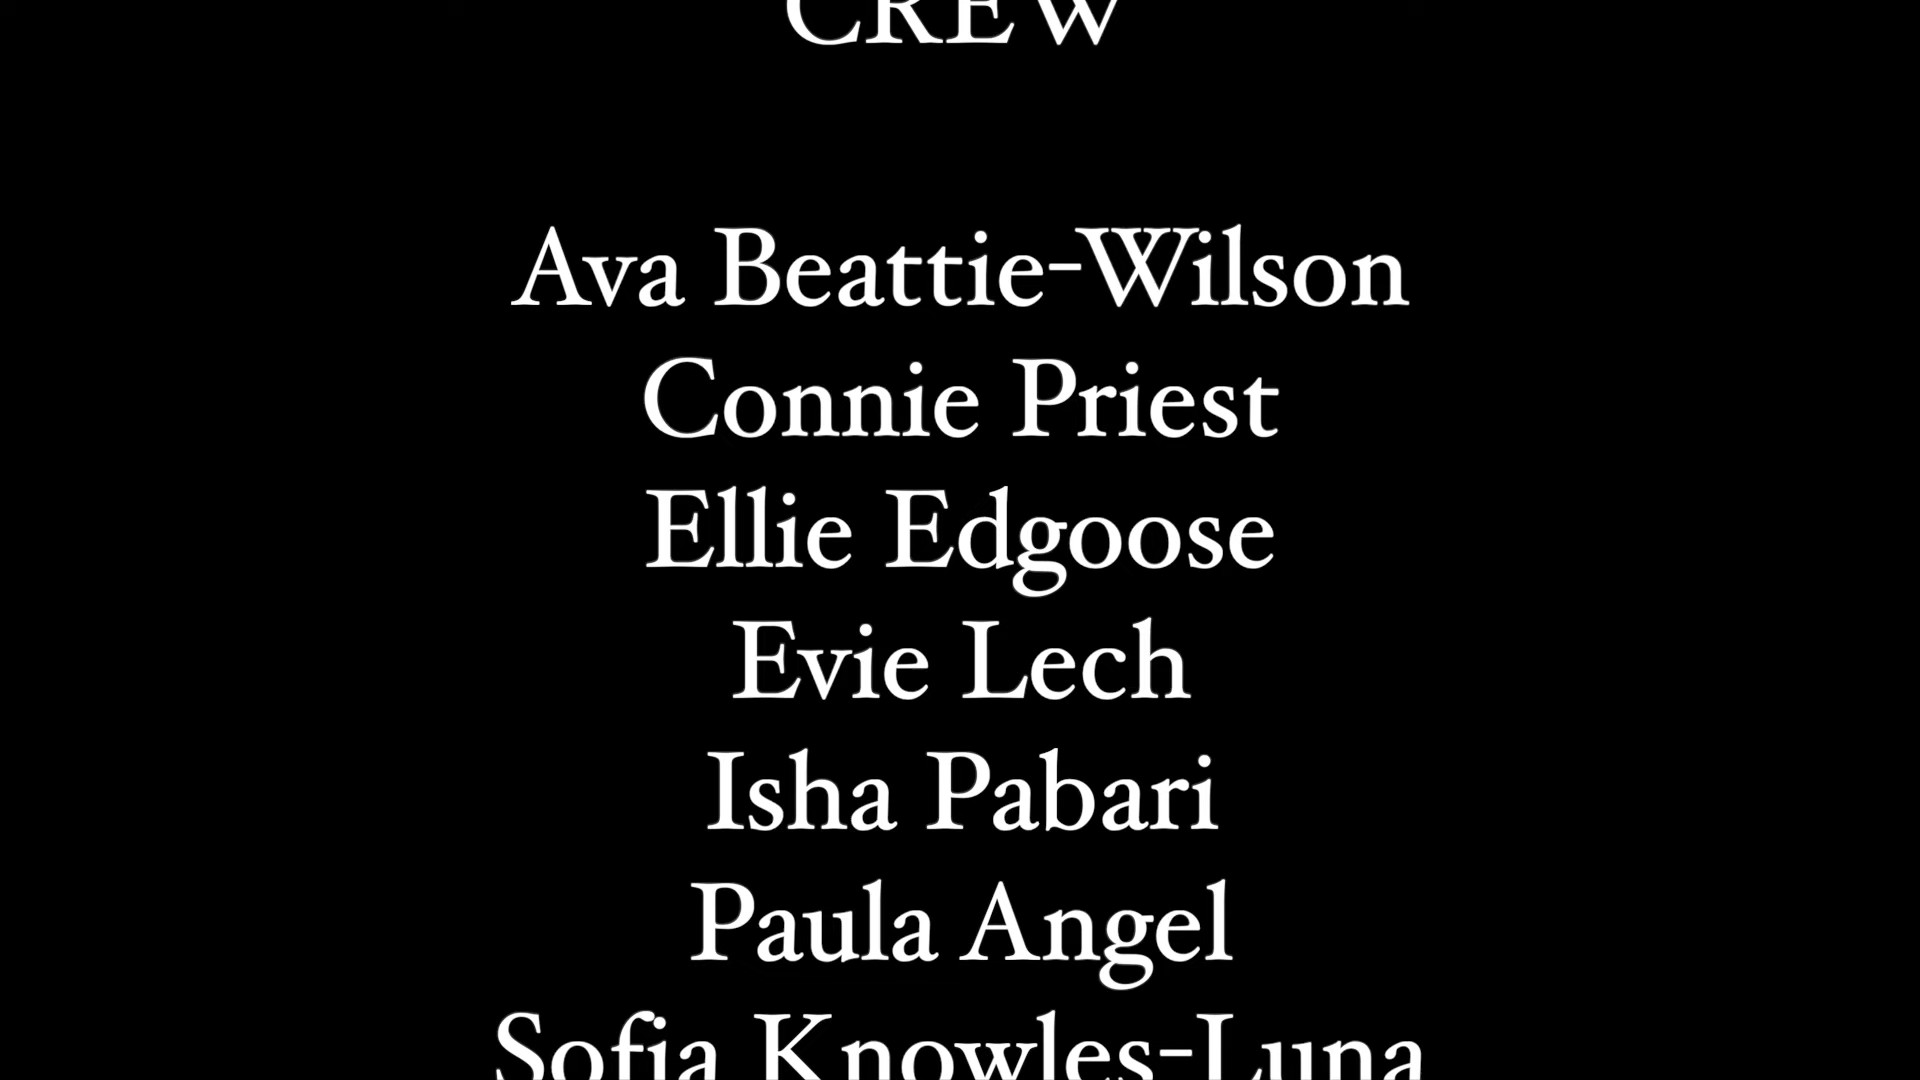 CREW
Ava Beattie-Wilson
Connie Priest
Ellie Edgoose
Evie Lech
Isha Pabari
Paula Angel
Sofia Knowles-Luna